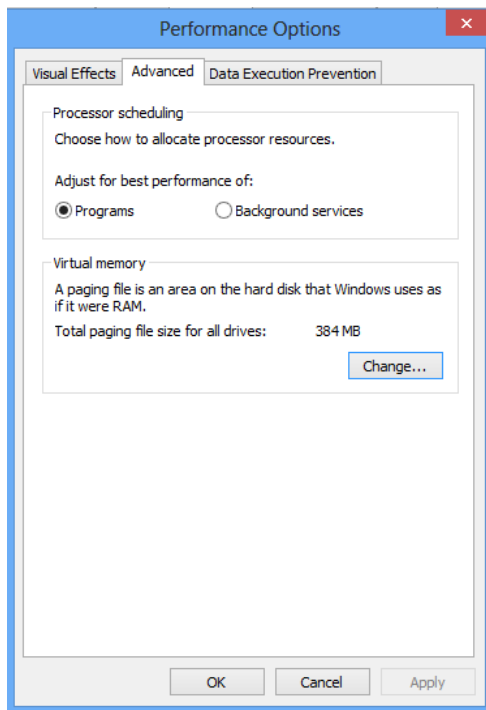 Performance Options
Visual Effects Advanced Data Execution Prevention
Processor scheduling
Choose how to allocate processor resources.
Adjust for best performance of:
Programs Background services
Virtual memory
A paging file is an area on the hard disk that Windows uses as
if it were RAM.
Total paging file size for all drives: 384 MB
Change...
OK Cancel Apply